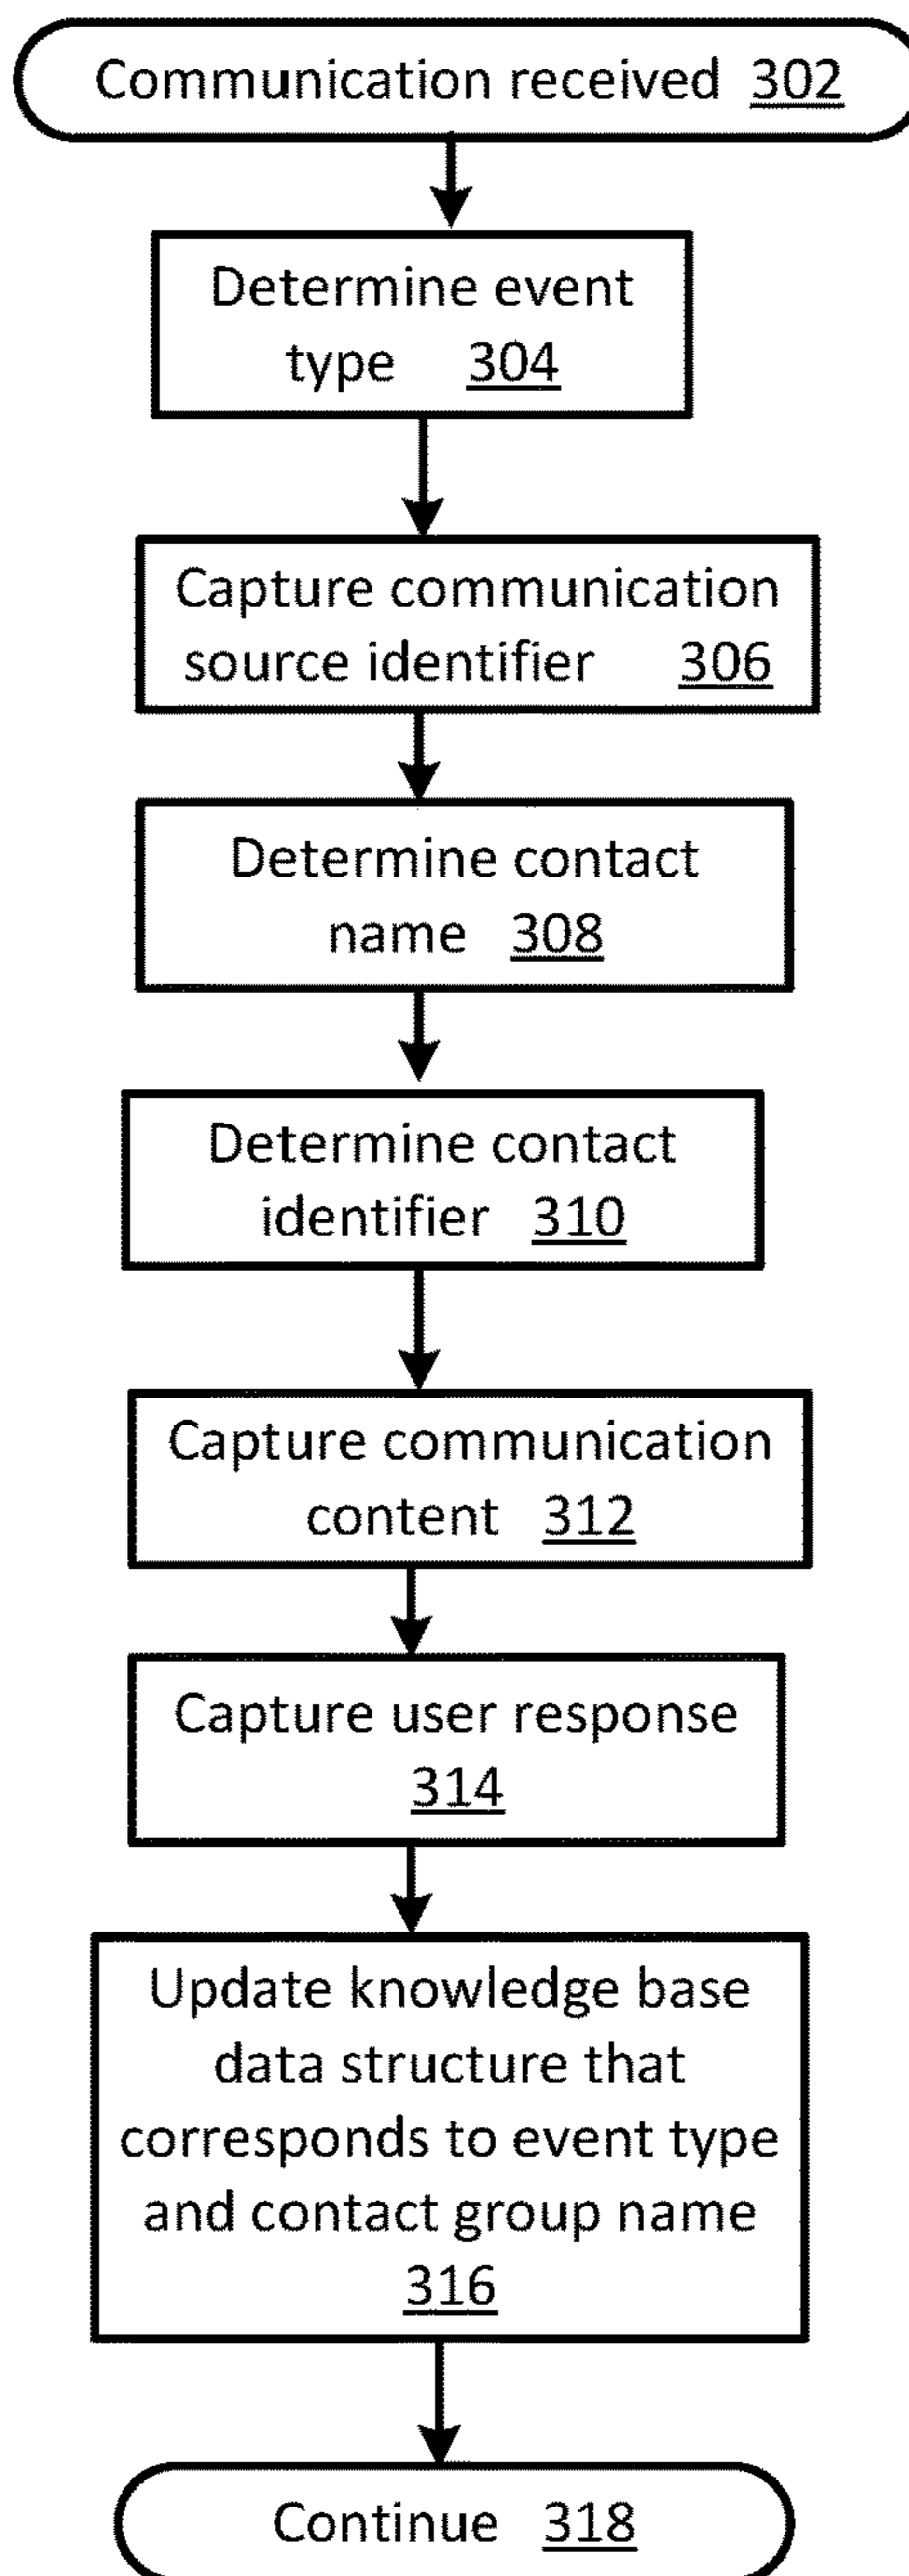 Communication received 302
Determine event
type 304
Capture communication
source identifier 306
Determine contact
name 308
Determine contact
identifier 310
Capture communication
content 312
Capture user response
314
Update knowledge base
data structure that
corresponds to event type
and contact group name
316
Continue 318